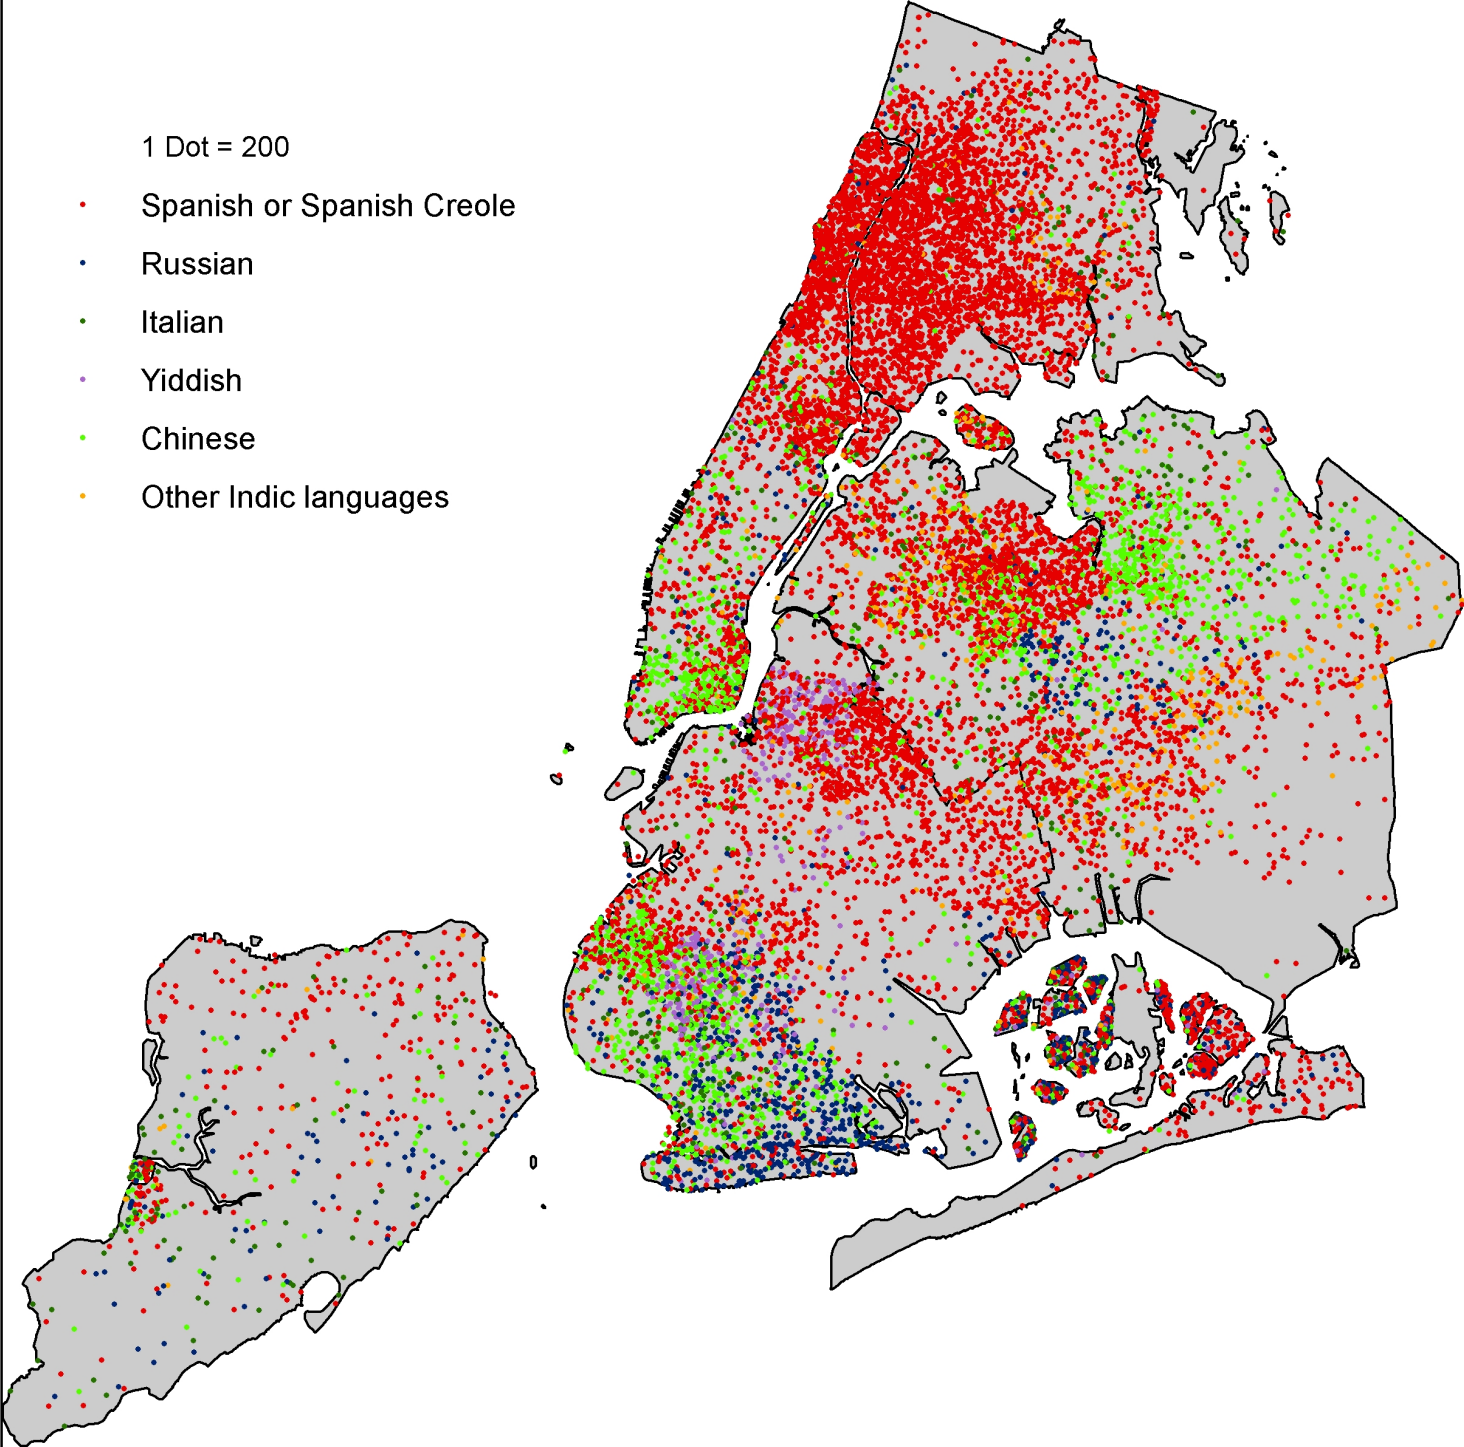 1 Dot = 200
Spanish or Spanish Creole
Russian
Italian
Yiddish
Chinese
Other Indic languages